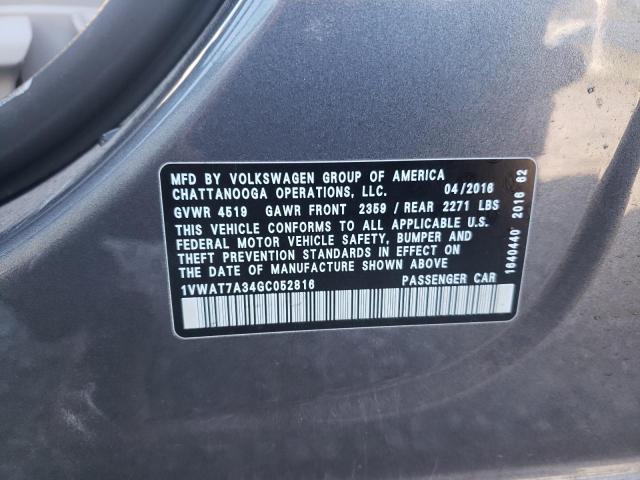 MFD BY VOLKSWAGEN GROUP OF AMERICA
CHATTANOOGA OPERATIONS, LLC. 04/2016
GVWR 4519 GAWR FRONT 2359 / REAR 2271 LBS
THIS VEHICLE CONFORMS TO ALL APPLICABLE U.S.
FEDERAL MOTOR VEHICLE SAFETY, BUMPER AND
THEFT PREVENTION STANDARDS IN EFFECT ON
THE DATE OF MANUFACTURE SHOWN ABOVE
1VWAT7A34GC052816 PASSENGER CAR
1640440 2016 62